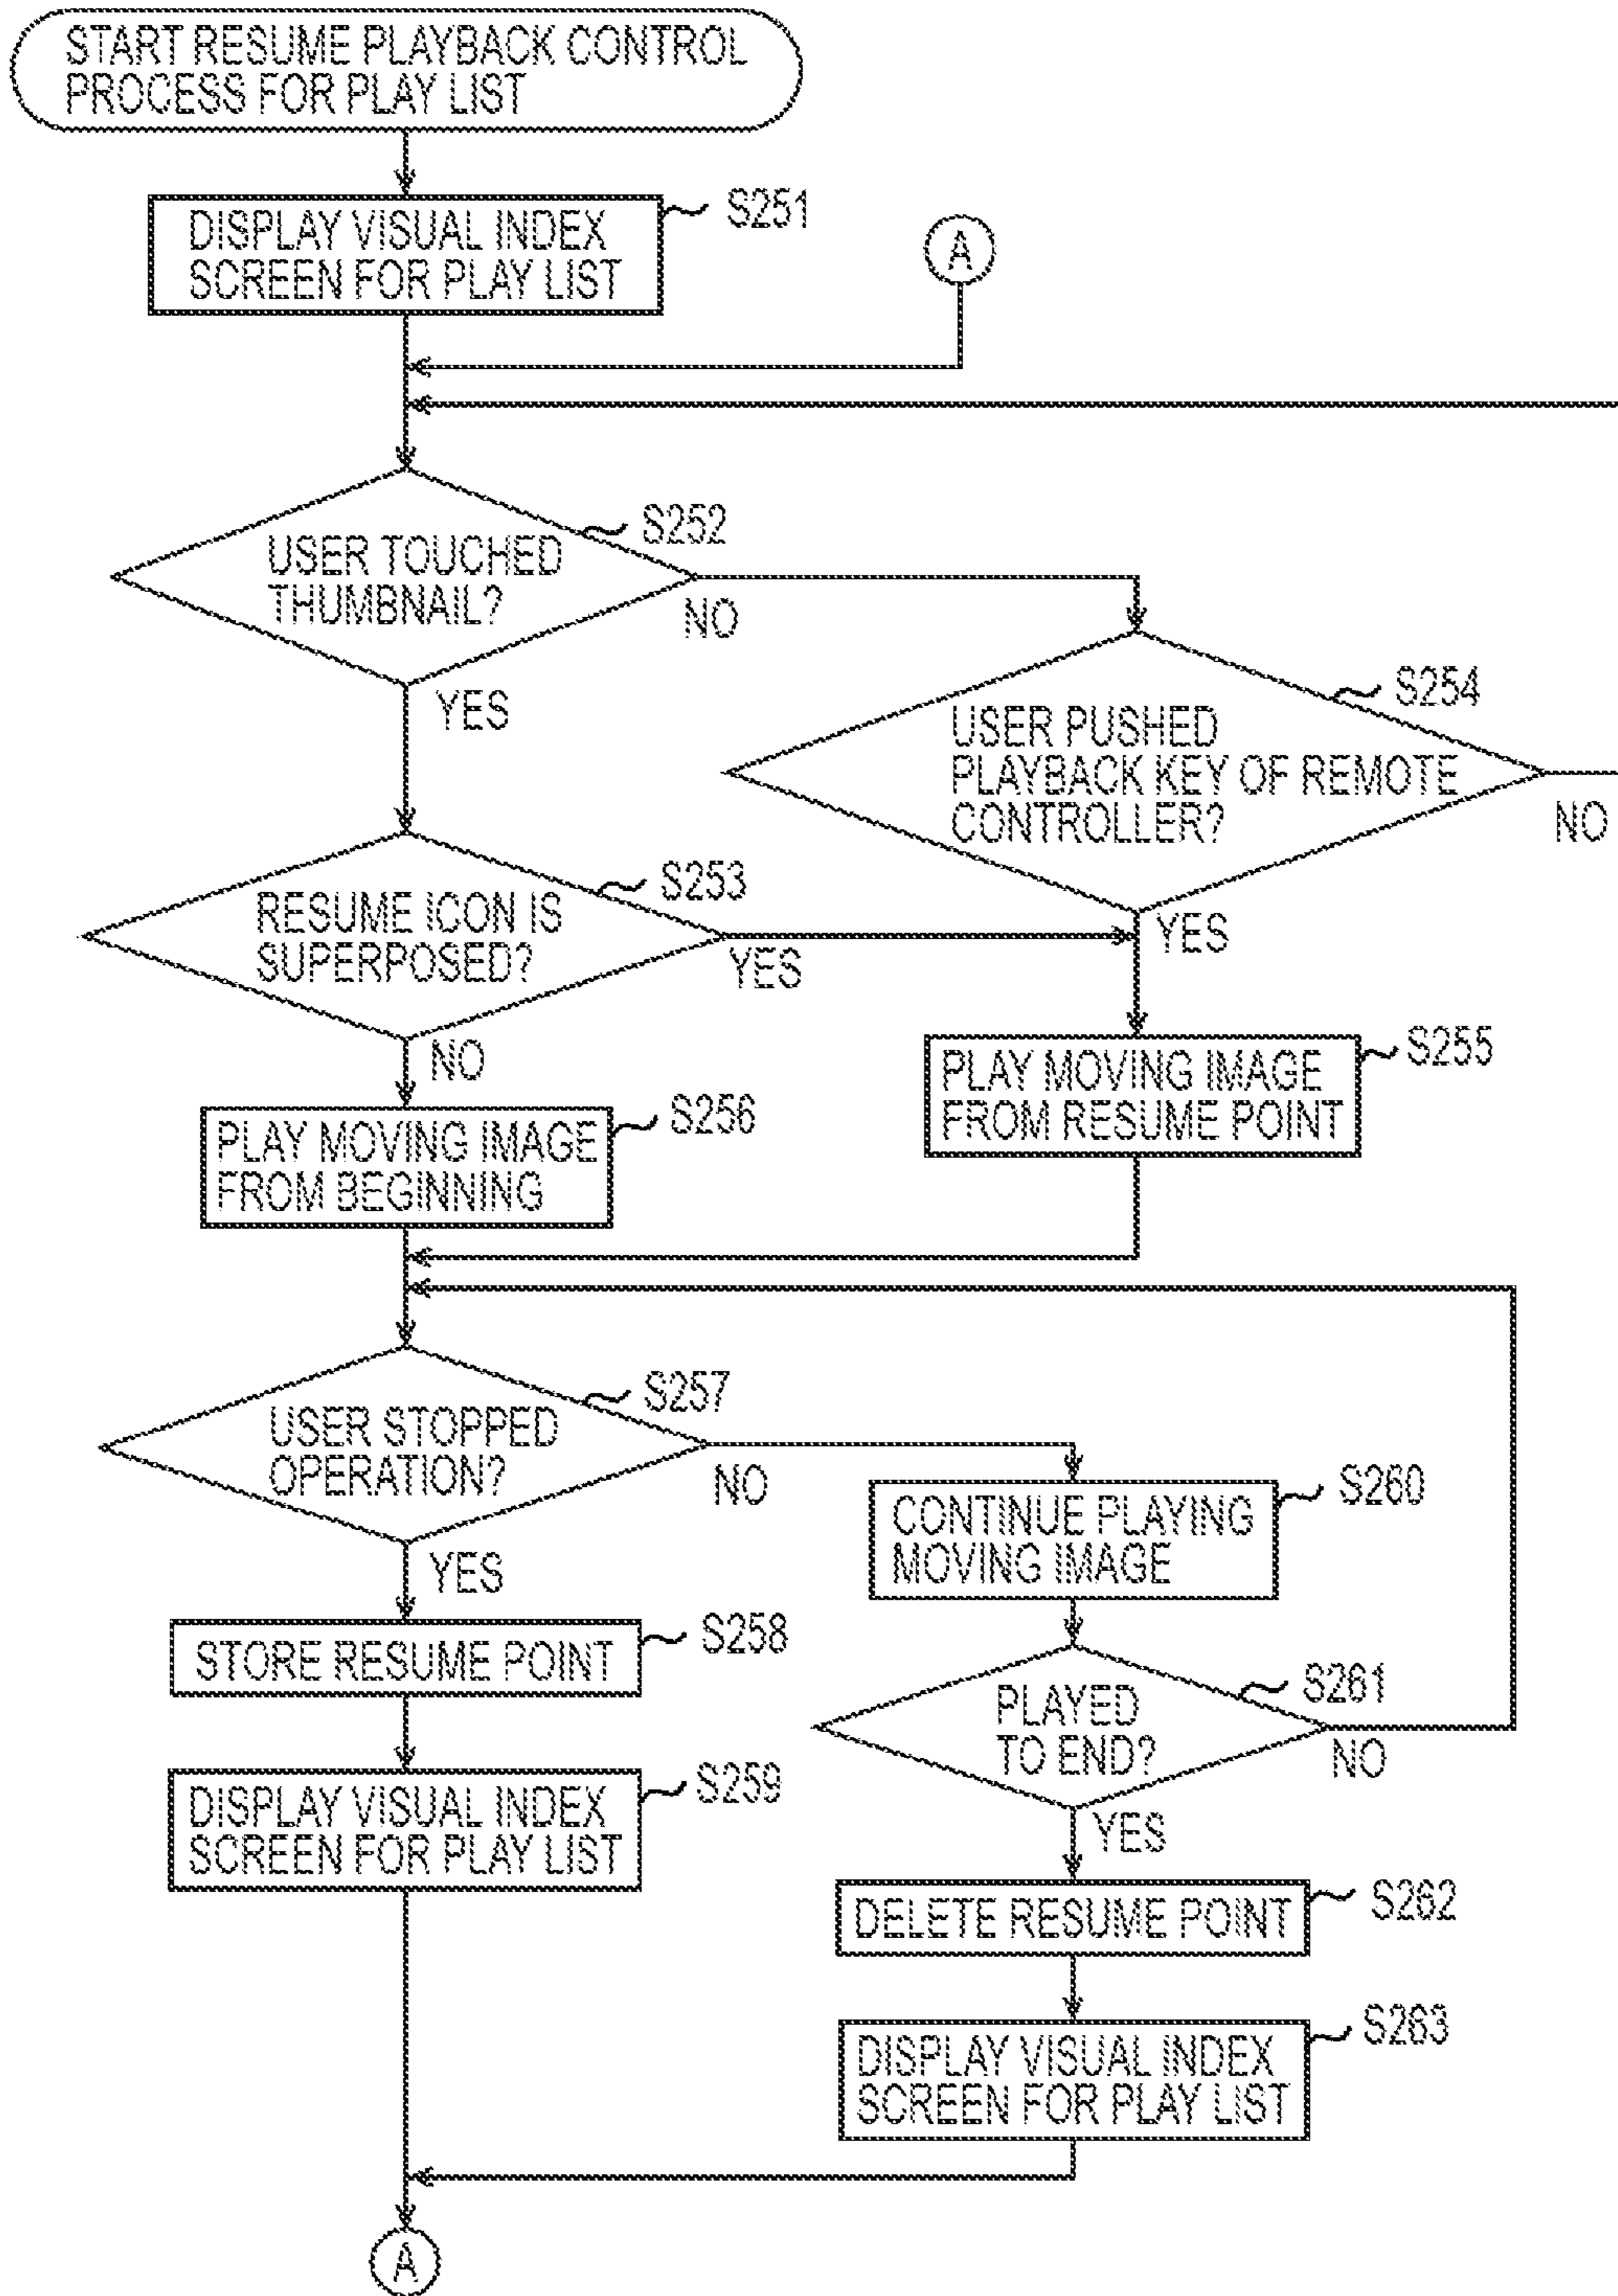 START RESUME PLAYBACK CONTROL
PROCESS FOR PLAY LIST
DISPLAY VISUAL INDEX
SCREEN FOR PLAY LIST
S251
A
USER TOUCHED
THUMBNAIL?
S252
NO
YES
USER PUSHED
PLAYBACK KEY OF REMOTE
CONTROLLER?
S254
NO
YES
RESUME ICON IS
SUPERPOSED?
S253
YES
NO
PLAY MOVING IMAGE
FROM RESUME POINT
S255
PLAY MOVING IMAGE
FROM BEGINNING
S256
USER STOPPED
OPERATION?
S257
NO
YES
CONTINUE PLAYING
MOVING IMAGE
S260
STORE RESUME POINT
S258
PLAYED
TO END?
S261
NO
YES
DISPLAY VISUAL INDEX
SCREEN FOR PLAY LIST
S259
DELETE RESUME POINT
S262
DISPLAY VISUAL INDEX
SCREEN FOR PLAY LIST
S263
A